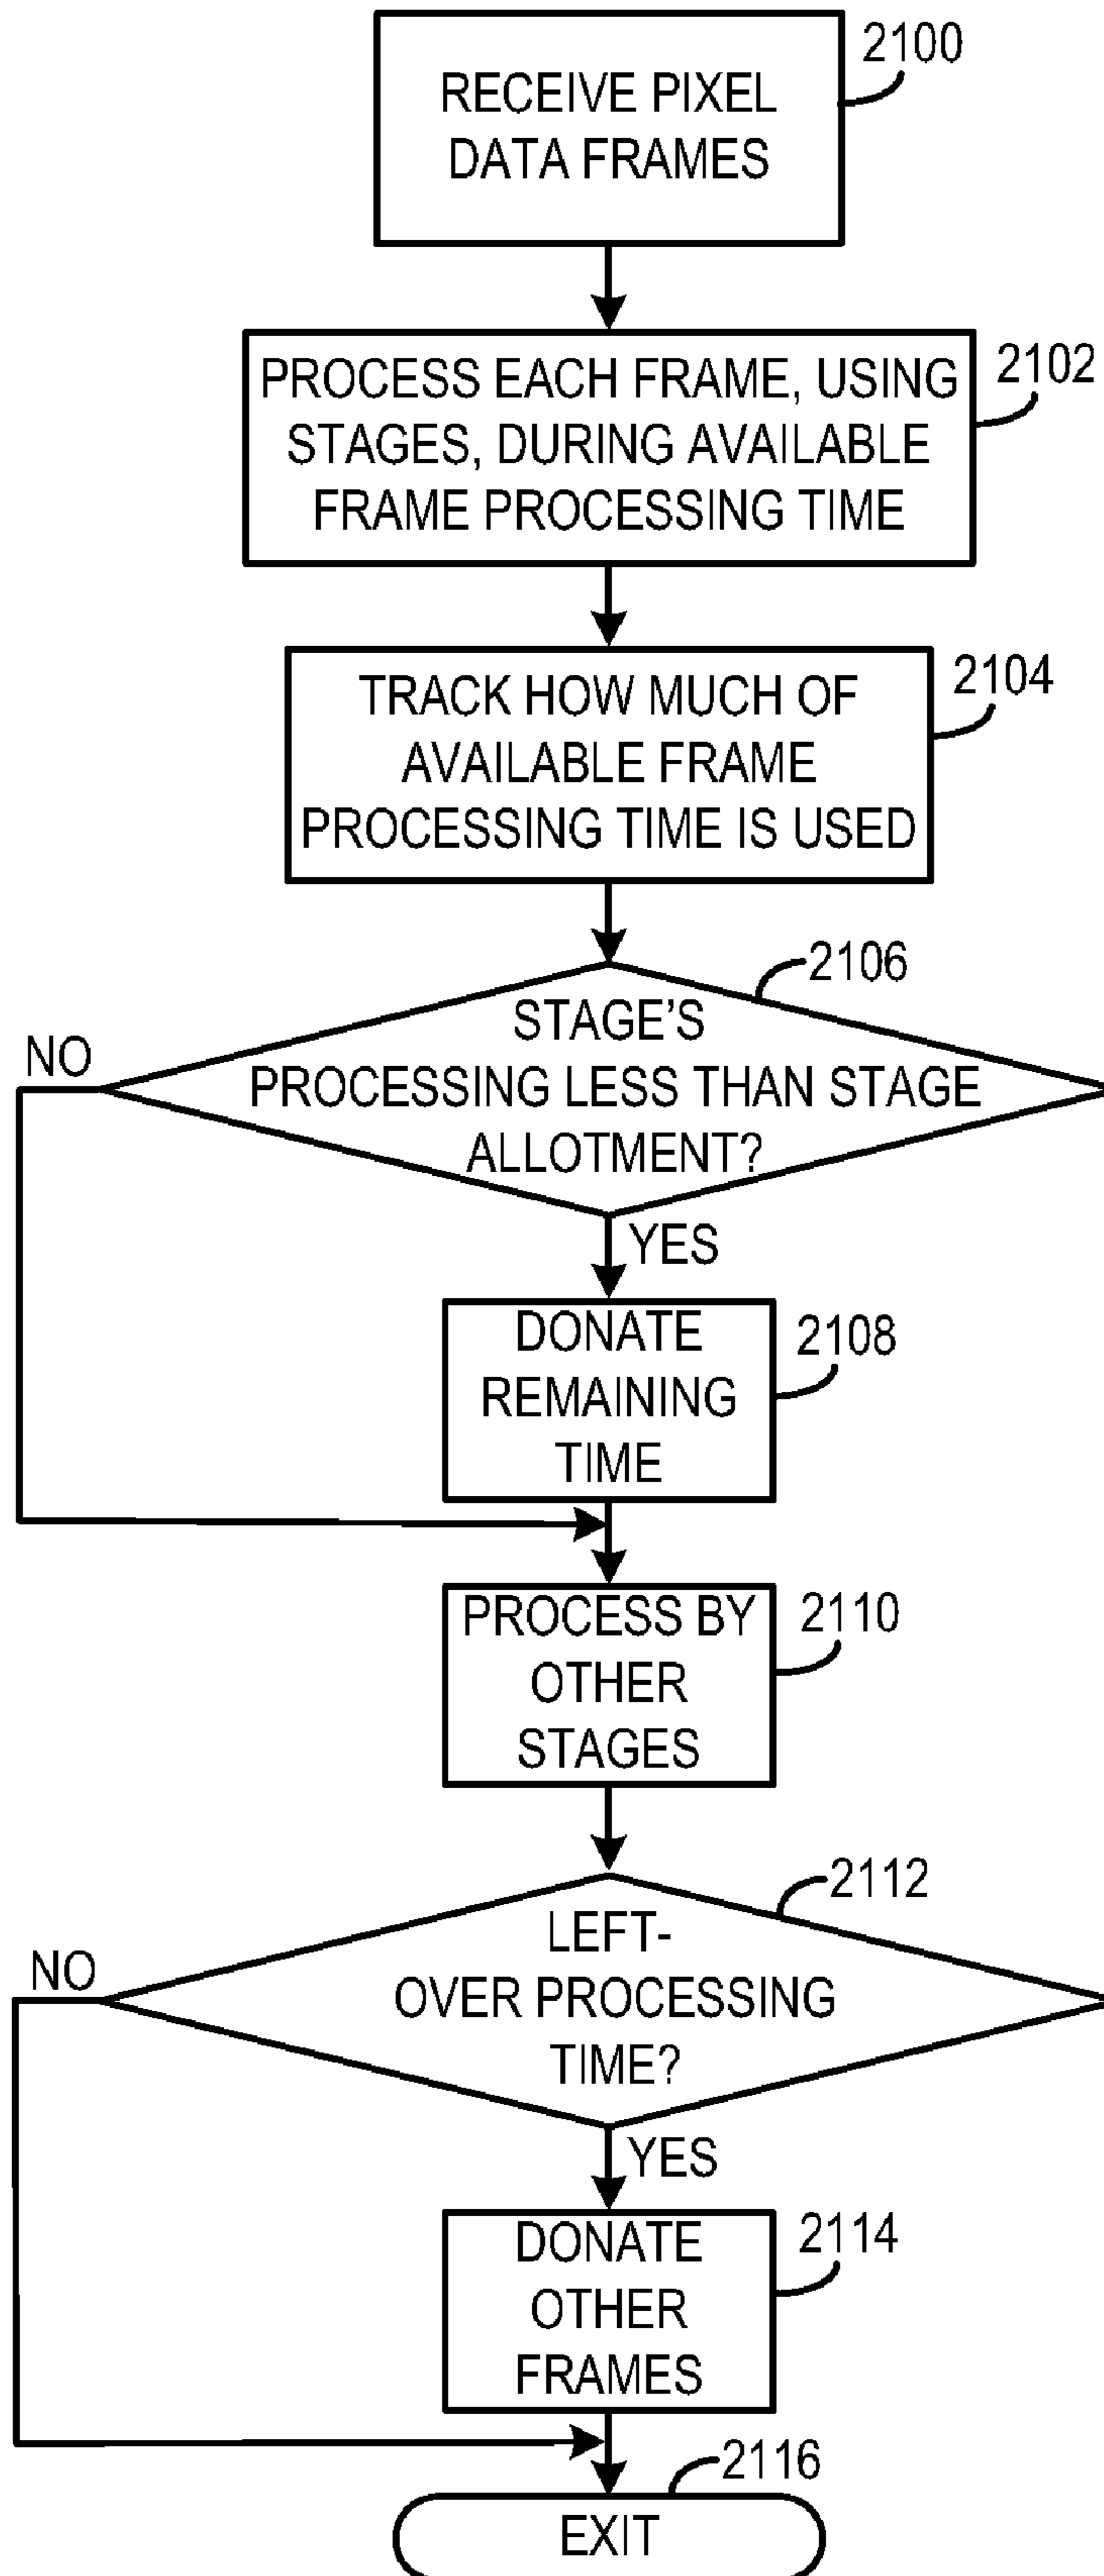 2100
RECEIVE PIXEL
DATA FRAMES
2102
PROCESS EACH FRAME, USING
STAGES, DURING AVAILABLE
FRAME PROCESSING TIME
2104
TRACK HOW MUCH OF
AVAILABLE FRAME
PROCESSING TIME IS USED
2106
STAGE'S
PROCESSING LESS THAN STAGE
ALLOTMENT?
NO
YES
2108
DONATE
REMAINING
TIME
2110
PROCESS BY
OTHER
STAGES
2112
LEFT-
OVER PROCESSING
TIME?
NO
YES
2114
DONATE
OTHER
FRAMES
2116
EXIT